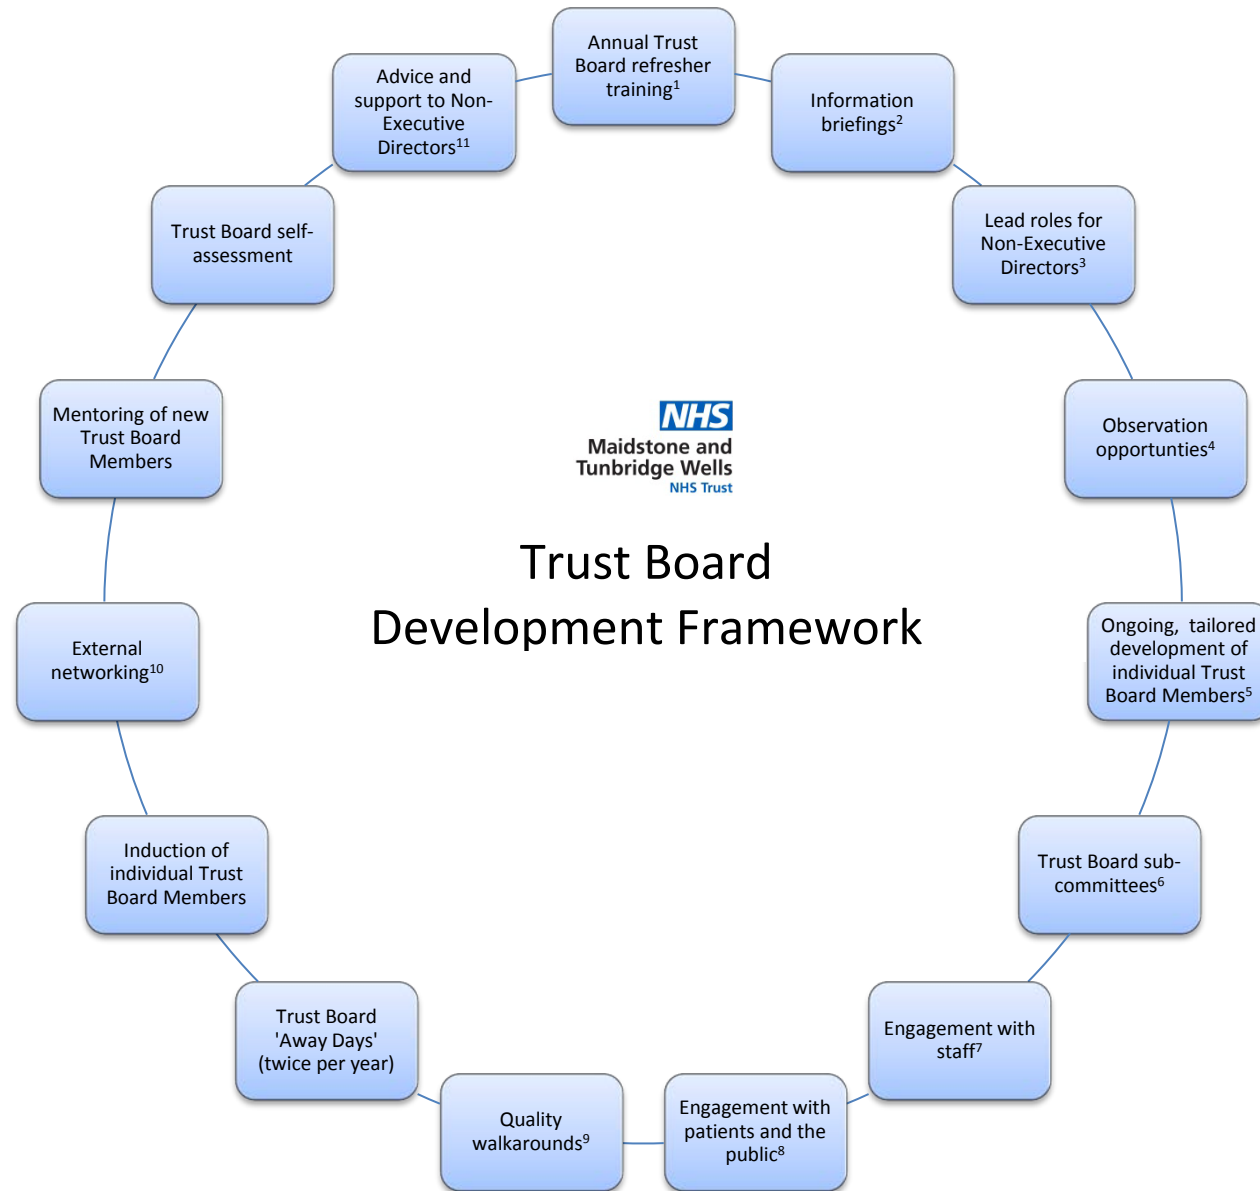 Annual Trust
Board refresher
training¹
Information
briefings²
Lead roles for
Non-Executive
Directors³
Observation
opportunties⁴
Ongoing, tailored
development of
individual Trust
Board Members⁵
Trust Board sub-
committees⁶
Engagement with
staff⁷
Engagement with
patients and the
public⁸
Quality
walkarounds⁹
Trust Board
'Away Days'
(twice per year)
Induction of
individual Trust
Board Members
External
networking¹⁰
Mentoring of new
Trust Board
Members
Trust Board self-
assessment
Advice and
support to Non-
Executive
Directors¹¹
NHS
Maidstone and
Tunbridge Wells
NHS Trust
Trust Board
Development Framework